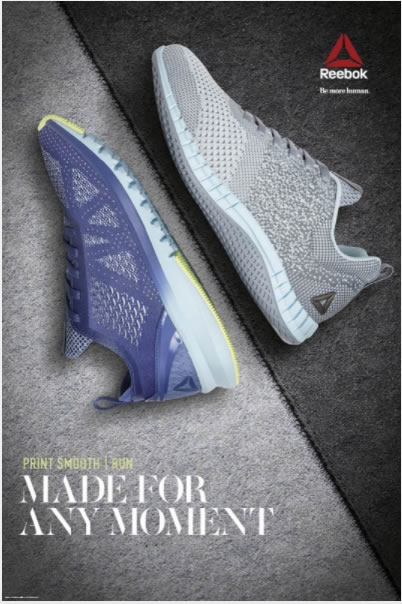 Reebok
Be more human.
PRINT SMOOTH | RUN
MADE FOR
ANY MOMENT